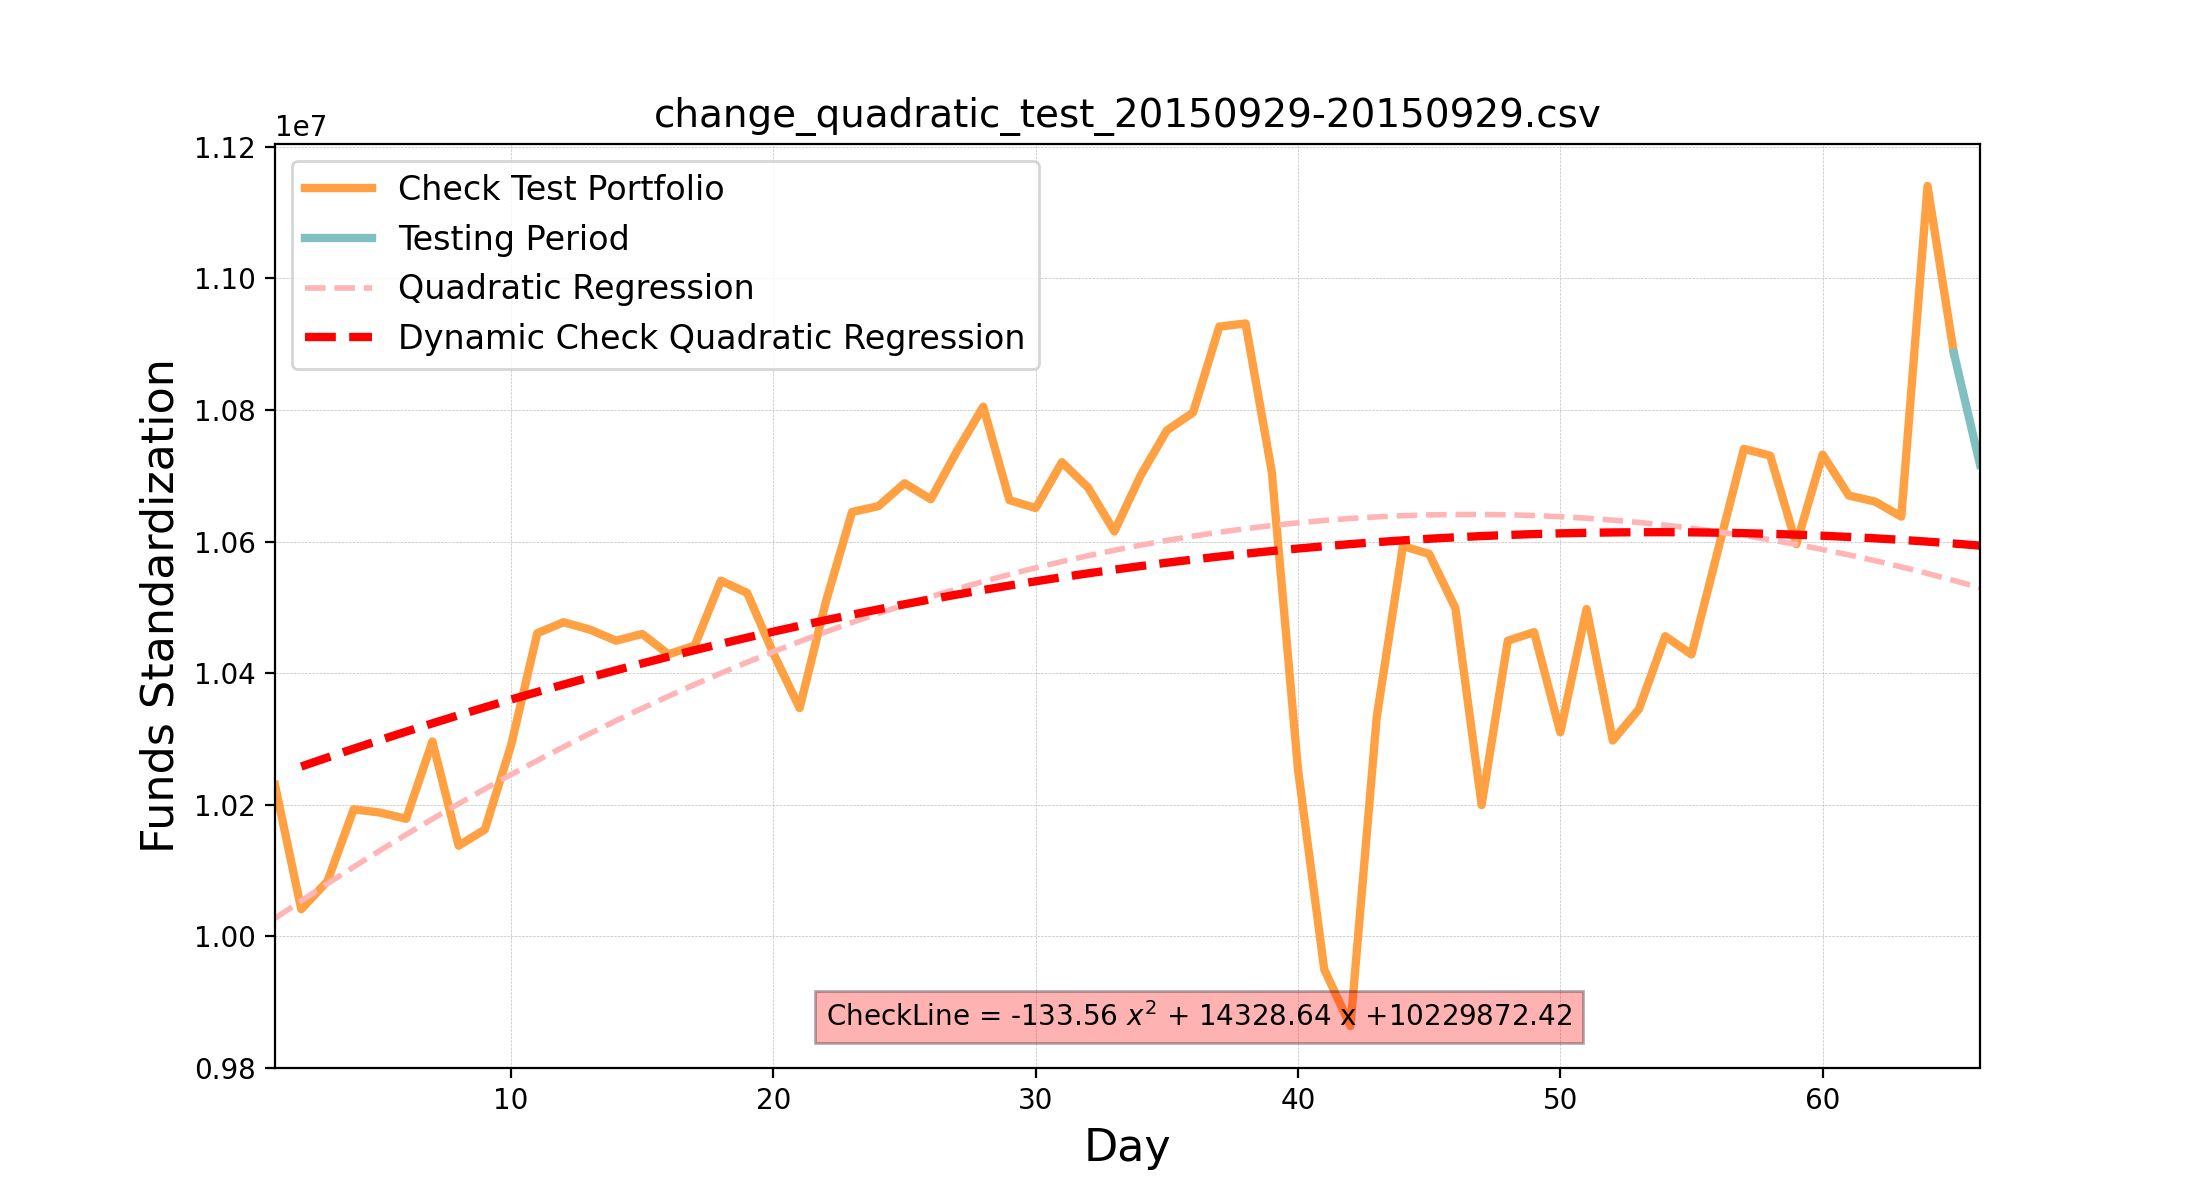 change_quadratic_test_20150929-20150929.csv
1e7
1.12
1.10
1.08
1.06
1.04
1.02
1.00
0.98
Funds Standardization
Check Test Portfolio
Testing Period
Quadratic Regression
Dynamic Check Quadratic Regression
CheckLine = -133.56 x² + 14328.64 x +10229872.42
10 20 30 40 50 60
Day